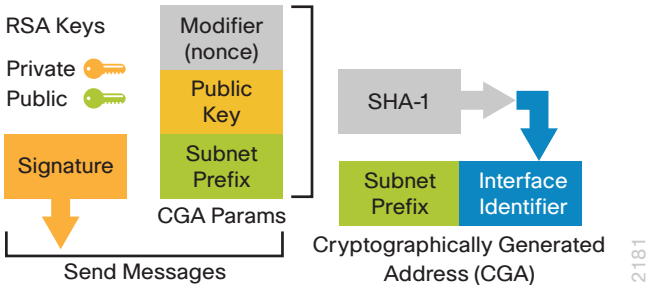 RSA Keys
Private
Public
Signature
Modifier
(nonce)
Public
Key
Subnet
Prefix
CGA Params
Send Messages
SHA-1
Subnet
Prefix
Interface
Identifier
Cryptographically Generated
Address (CGA)
2181